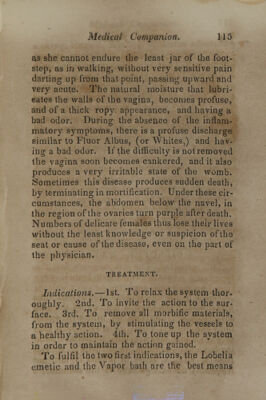 Medical Companion. 115
as she cannot endure the least jar of the foot-
step, as in walking, without very sensitive pain
darting up from that point, passing upward and
very acute. The natural moisture that lubri-
cates the walls of the vagina, becomes profuse,
and of a thick ropy appearance, and having a
bad odor. During the absence of the inflam-
matory symptoms, there is a profuse discharge
similar to Fluor Albus, (or Whites,) and hav-
ing a bad odor. If the difficulty is not removed
the vagina soon becomes cankered, and it also
produces a very irritable state of the womb.
Sometimes this disease produces sudden death,
by terminating in mortification. Under these cir-
cumstances, the abdomen below the navel, in
the region of the ovaries turn purple after death.
Numbers of delicate females thus lose their lives
without the least knowledge or suspicion of the
seat or cause of the disease, even on the part of
the physician.
TREATMENT.
Indications.—1st. To relax the system thor-
oughly. 2nd. To invite the action to the sur-
face. 3rd. To remove all morbific materials,
from the system, by stimulating the vessels to
a healthy action. 4th. To tone up the system
in order to maintain the action gained.
To fulfil the two first indications, the Lobelia
emetic and the Vapor bath are the best means